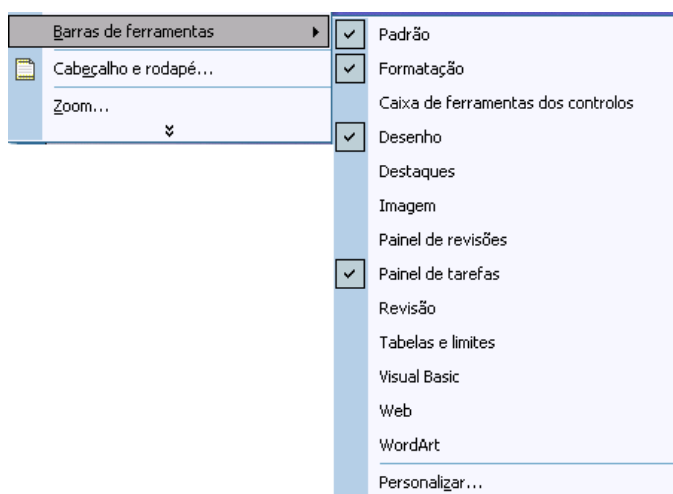 Barras de ferramentas
Cabeçalho e rodapé...
Zoom...
Padrão
Formatação
Caixa de ferramentas dos controlos
Desenho
Destaques
Imagem
Painel de revisões
Painel de tarefas
Revisão
Tabelas e limites
Visual Basic
Web
WordArt
Personalizar...